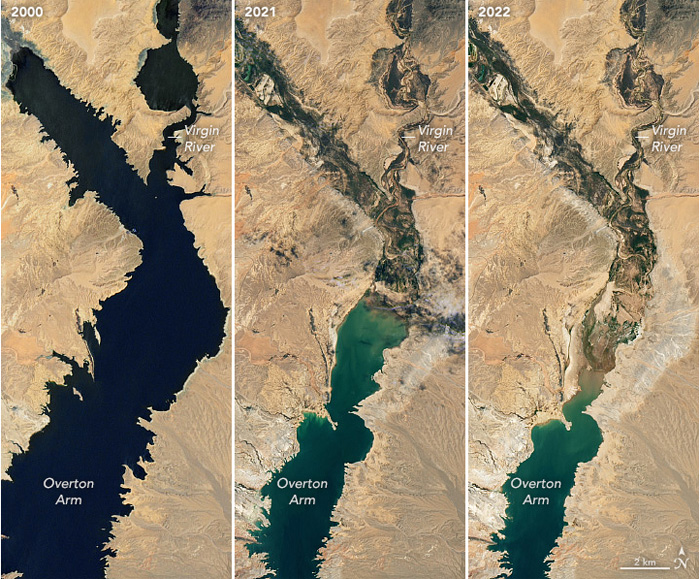 2000
Virgin
River
Overton
Arm
2021
Virgin
River
Overton
Arm
2022
Virgin
River
Overton
Arm
2 km
N